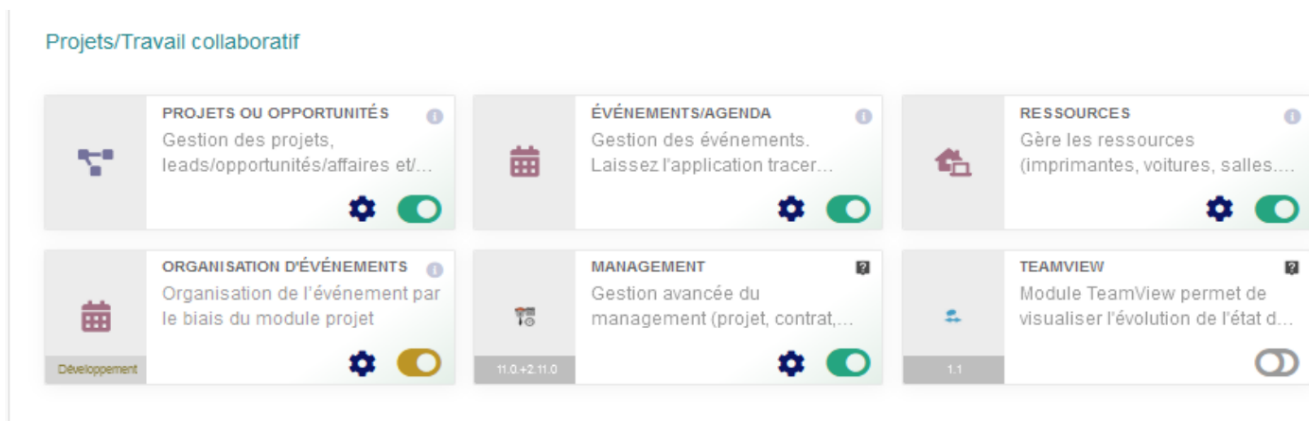 Projets/Travail collaboratif
PROJETS OU OPPORTUNITÉS
Gestion des projets,
leads/opportunités/affaires et/...
ÉVÉNEMENTS/AGENDA
Gestion des événements.
Laissez l'application tracer...
RESSOURCES
Gère les ressources
(imprimantes, voitures, salles....
ORGANISATION D'ÉVÉNEMENTS
Organisation de l'événement par
le biais du module projet
Développement
MANAGEMENT
Gestion avancée du
management (projet, contrat,...
11.0.+2.11.0
TEAMVIEW
Module TeamView permet de
visualiser l'évolution de l'état d...
1.1